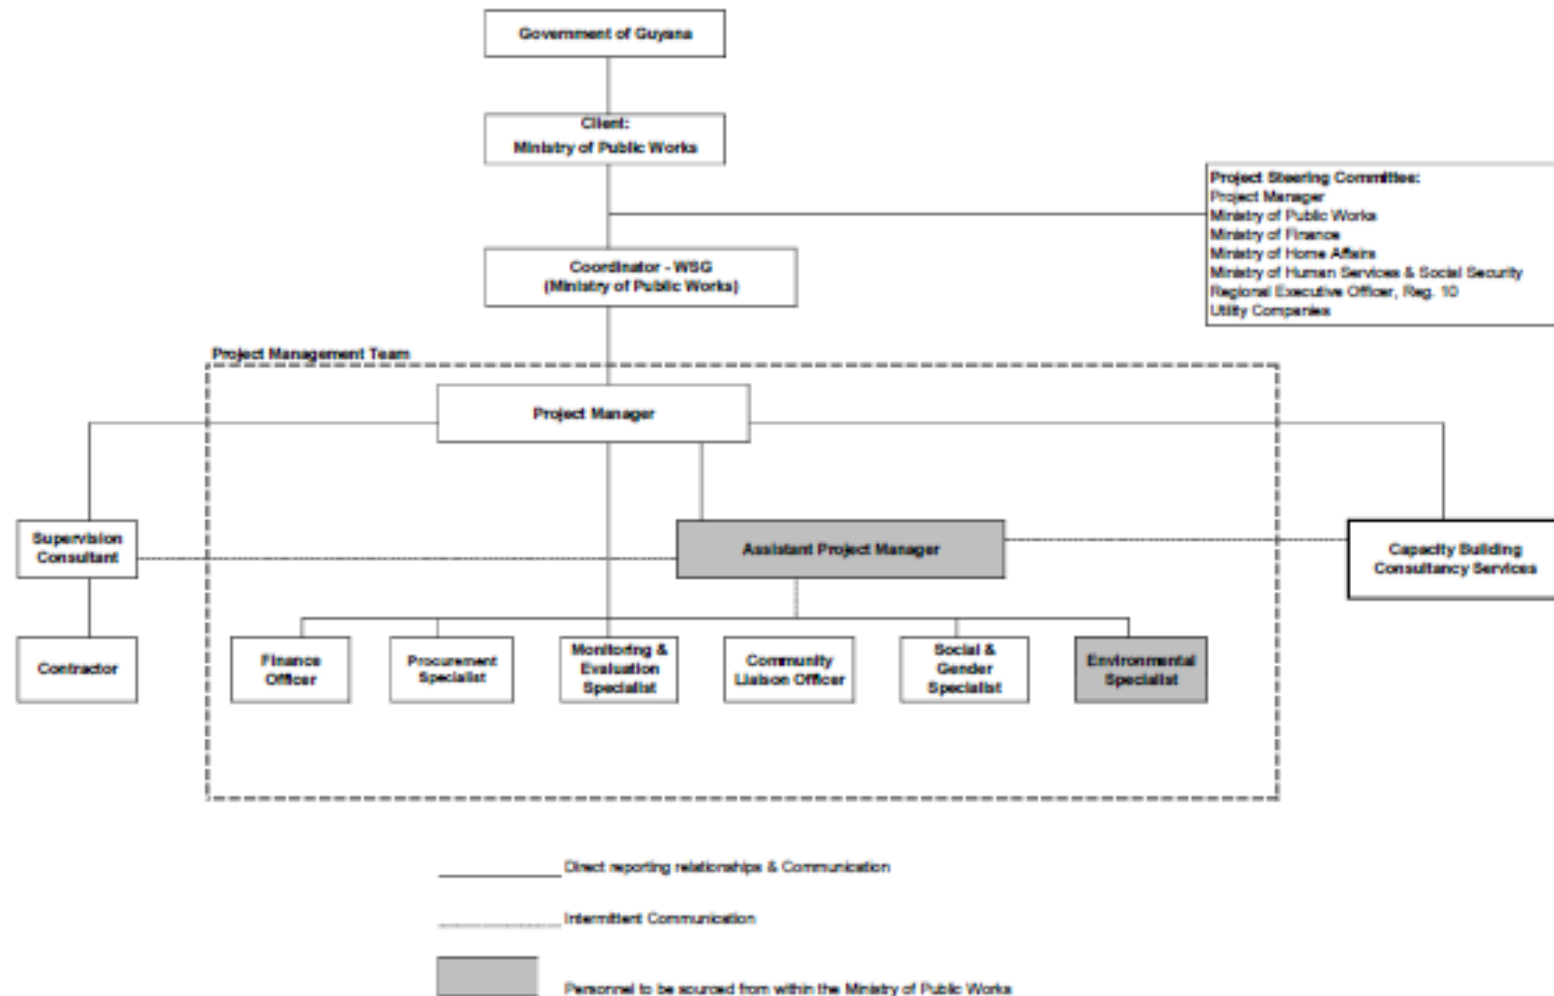 Government of Guyana
Client:
Ministry of Public Works
Project Steering Committee:
Project Manager
Ministry of Public Works
Ministry of Finance
Ministry of Home Affairs
Ministry of Human Services & Social Security
Regional Executive Officer, Reg. 10
Utility Companies
Coordinator - WSG
(Ministry of Public Works)
Project Management Team
Project Manager
Supervision
Consultant
Assistant Project Manager
Capacity Building
Consultancy Services
Contractor
Finance
Officer
Procurement
Specialist
Monitoring &
Evaluation
Specialist
Community
Liaison Officer
Social &
Gender
Specialist
Environmental
Specialist
Direct reporting relationships & Communication
Intermittent Communication
Personnel to be sourced from within the Ministry of Public Works